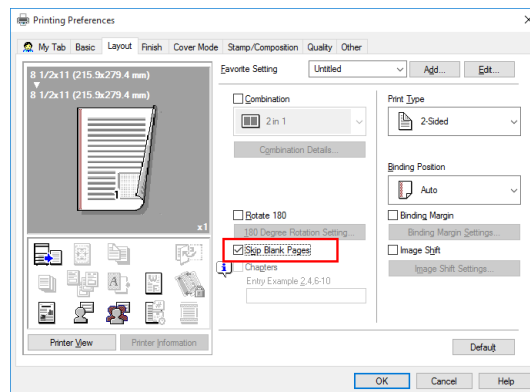 Printing Preferences
My Tab Basic Layout Finish Cover Mode Stamp/Composition Quality Other
8 1/2x11 (215.9x279.4 mm)
8 1/2x11 (215.9x279.4 mm)
1
x1
Printer View Printer Information
Favorite Setting Untitled Add... Edit...
Combination
2 in 1
Combination Details...
Rotate 180
180 Degree Rotation Setting...
Skip Blank Pages
Chapters
Entry Example 2,4,6-10
Print Type
2-Sided
Binding Position
Auto
Binding Margin
Binding Margin Settings...
Image Shift
Image Shift Settings...
Default
OK Cancel Help